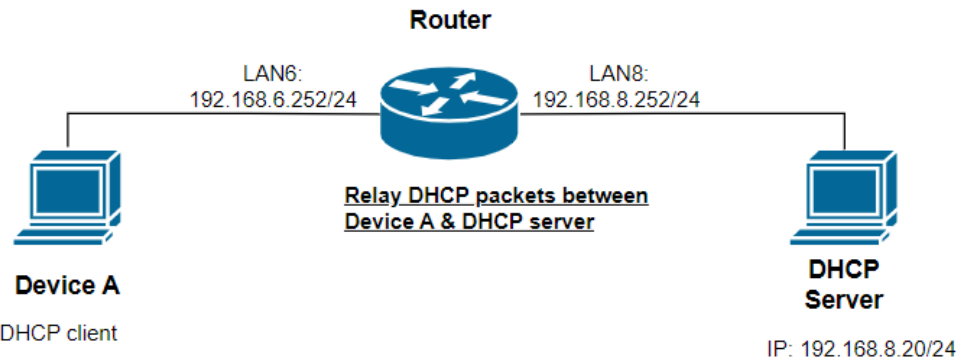 Router
LAN6:
192.168.6.252/24
LAN8:
192.168.8.252/24
Relay DHCP packets between
Device A & DHCP server
Device A
DHCP client
DHCP
Server
IP: 192.168.8.20/24